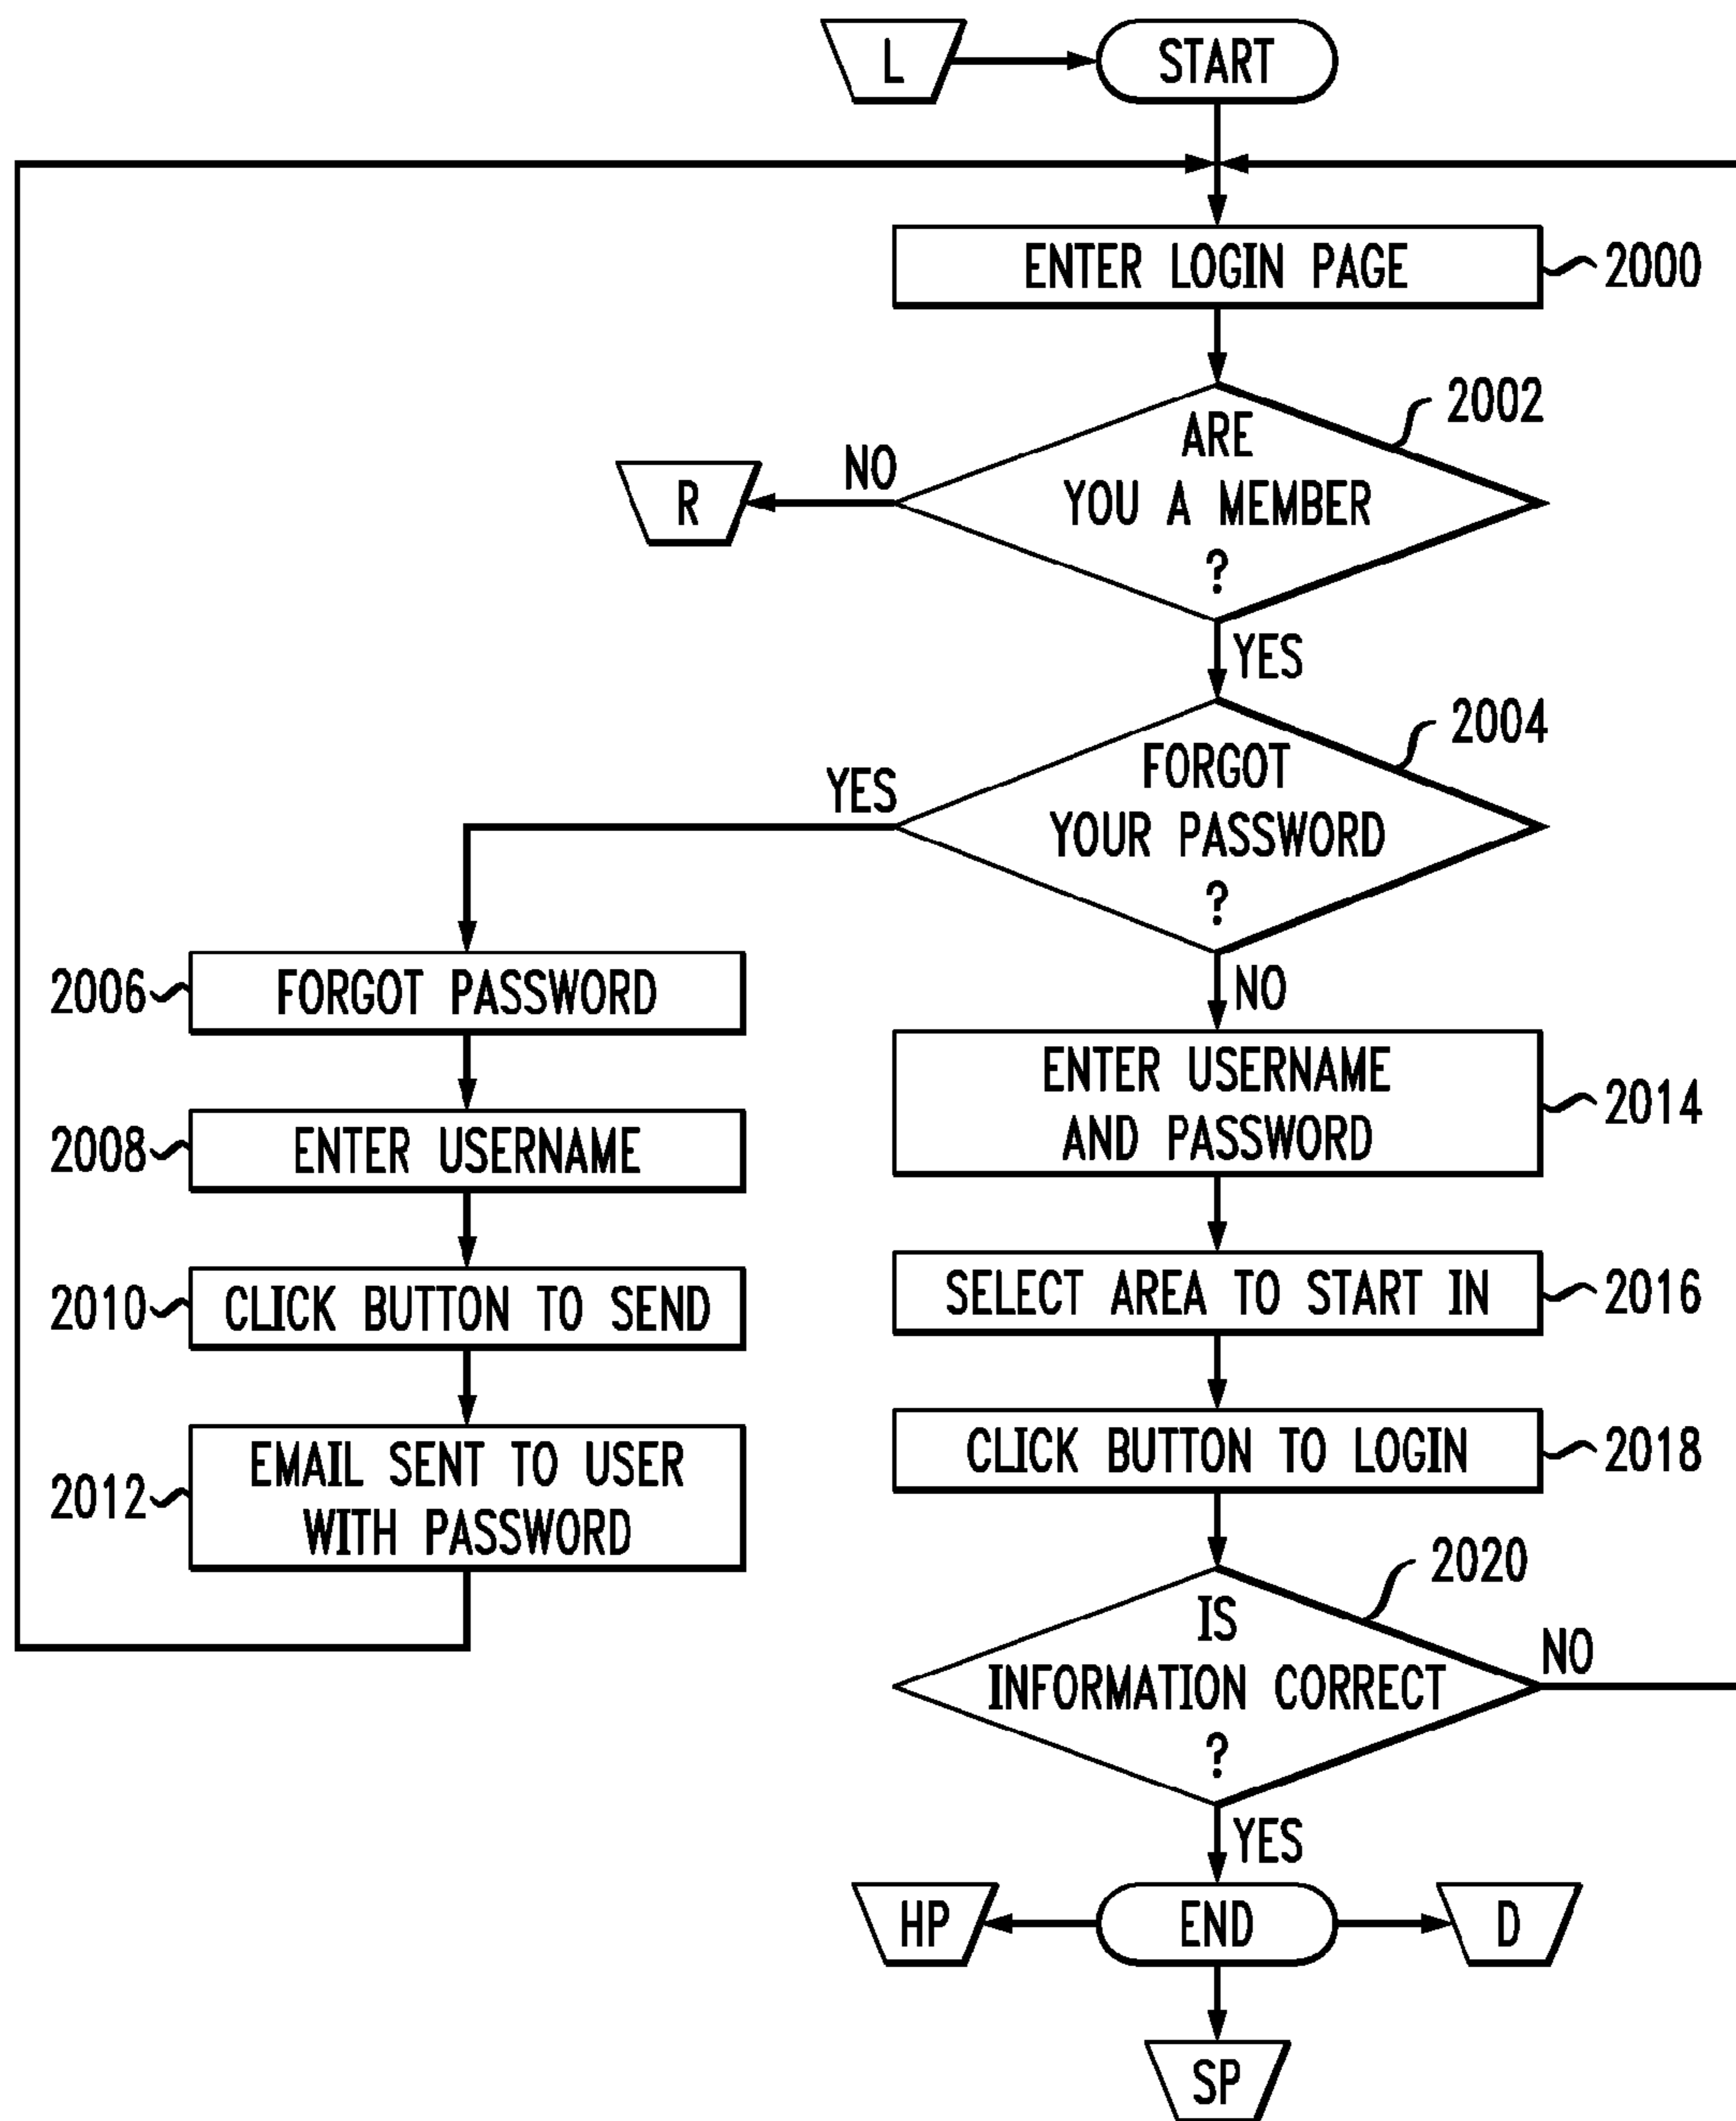 L
START
ENTER LOGIN PAGE
2000
2002
ARE
YOU A MEMBER
?
NO
R
YES
2004
FORGOT
YOUR PASSWORD
?
YES
NO
2006
FORGOT PASSWORD
2008
ENTER USERNAME
2010
CLICK BUTTON TO SEND
2012
EMAIL SENT TO USER
WITH PASSWORD
ENTER USERNAME
AND PASSWORD
2014
SELECT AREA TO START IN
2016
CLICK BUTTON TO LOGIN
2018
2020
IS
INFORMATION CORRECT
?
NO
YES
HP
END
D
SP